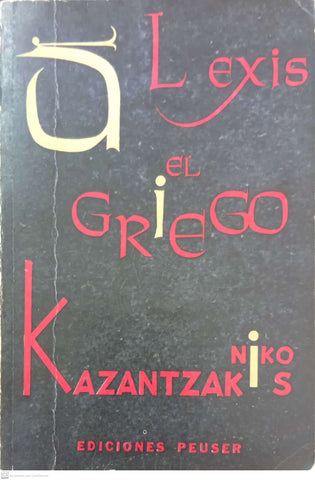 aLexis
EL
GRiEGO
NIKO
KAZANTZAKiS
EDICIONES PEUSER